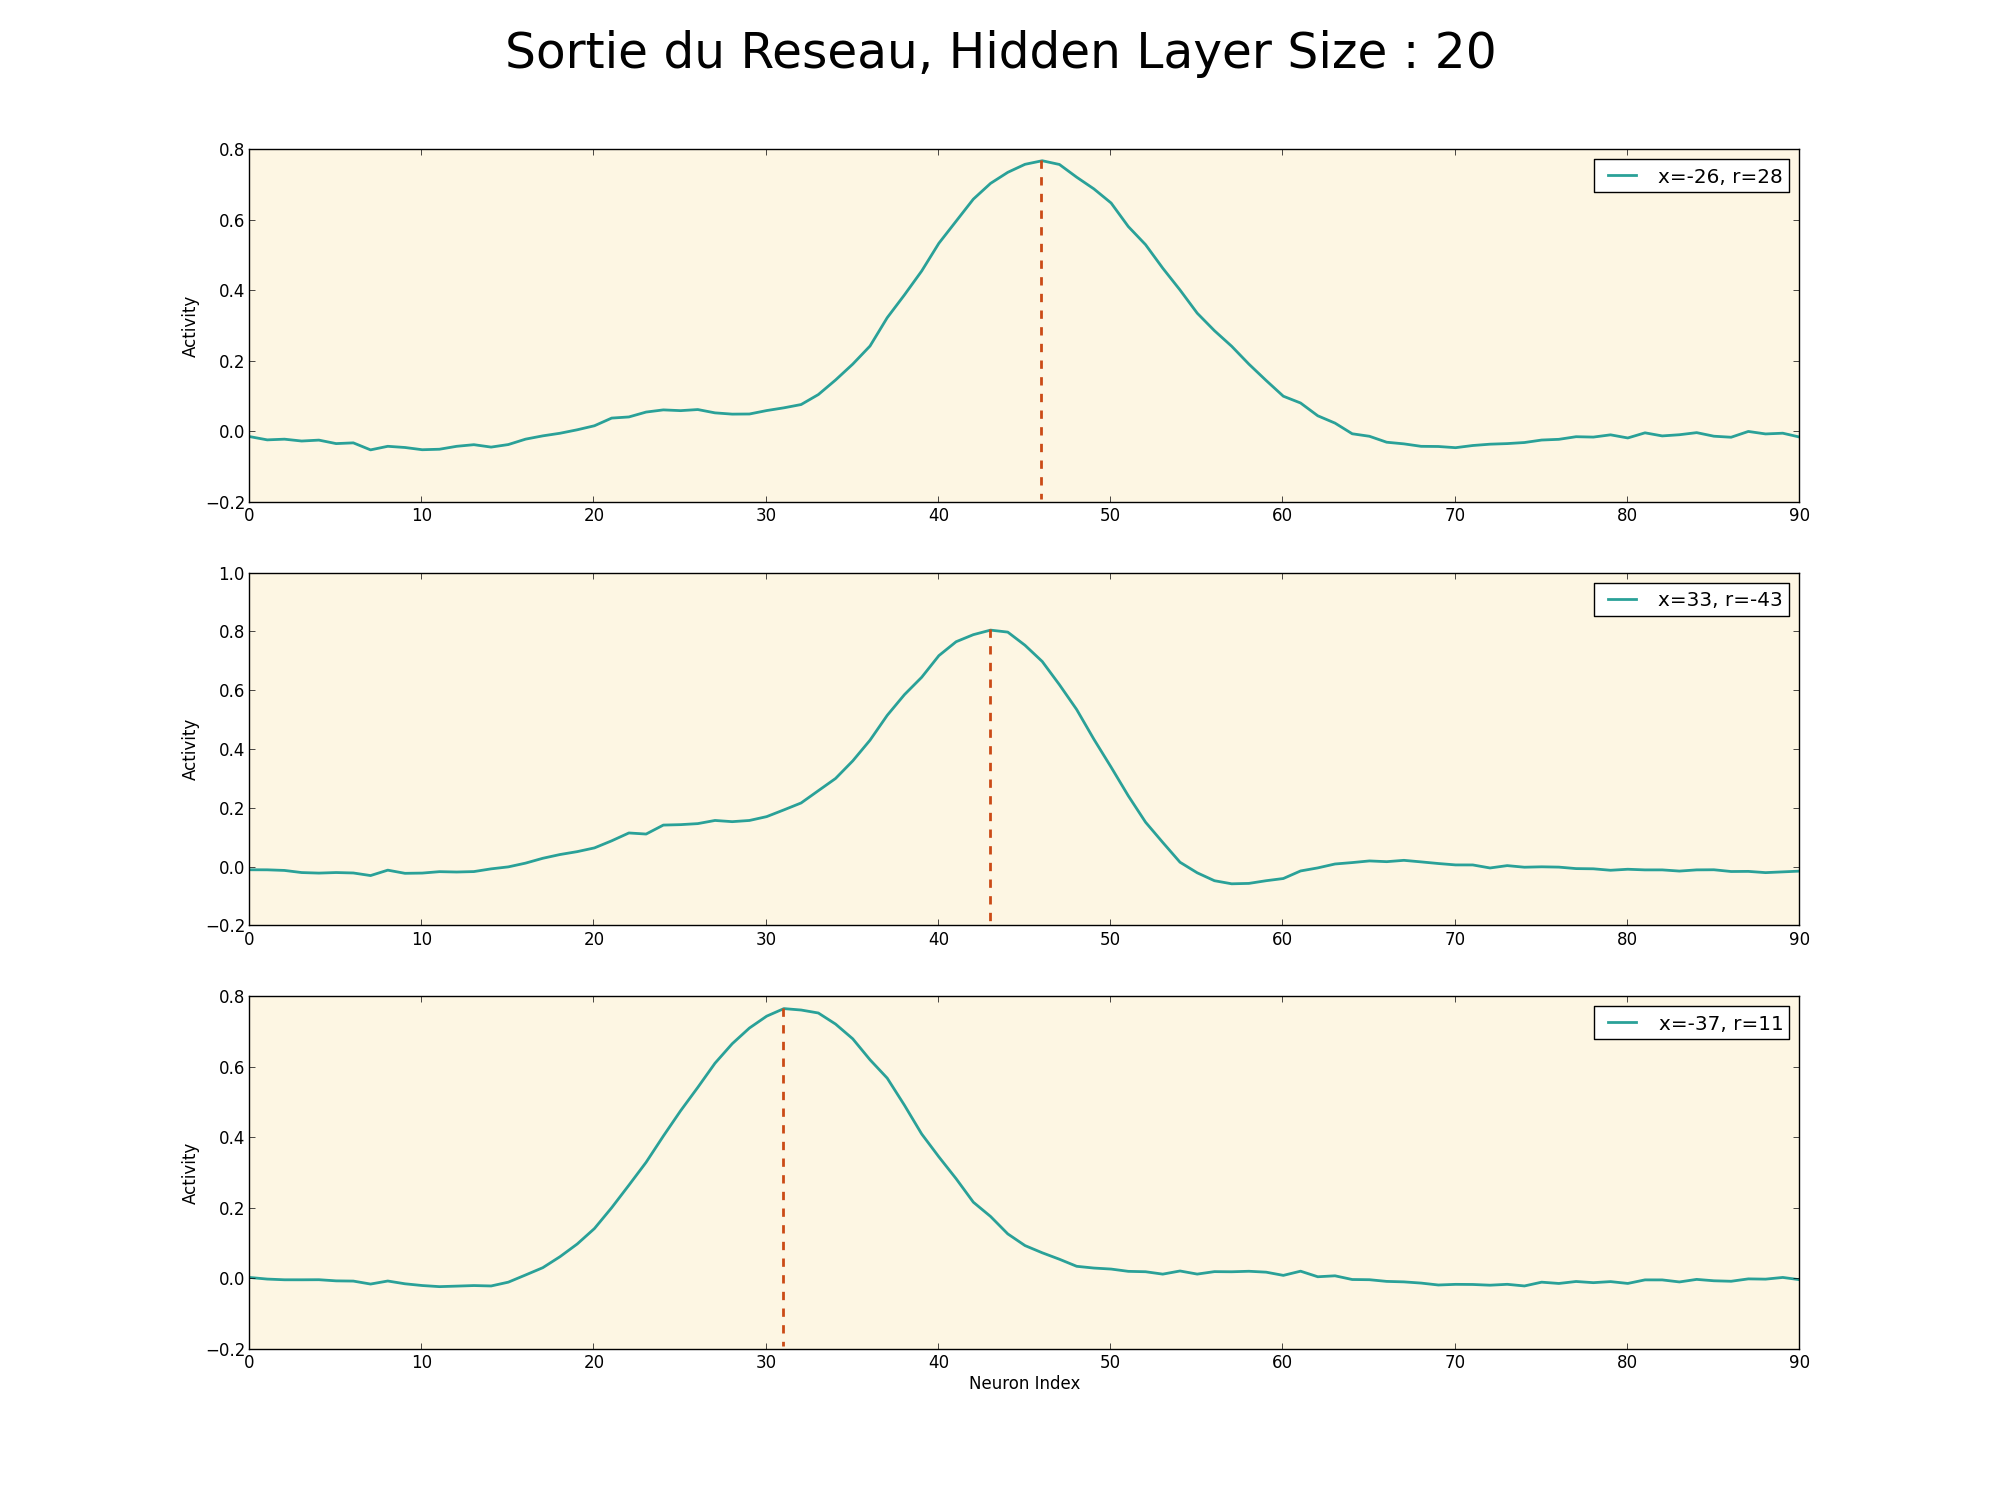 Sortie du Reseau, Hidden Layer Size : 20
0.8
0.6
0.4
0.2
0.0
−0.2
Activity
x=-26, r=28
0 10 20 30 40 50 60 70 80 90
1.0
0.8
0.6
0.4
0.2
0.0
−0.2
Activity
x=33, r=-43
0 10 20 30 40 50 60 70 80 90
0.8
0.6
0.4
0.2
0.0
−0.2
Activity
x=-37, r=11
0 10 20 30 40 50 60 70 80 90
Neuron Index